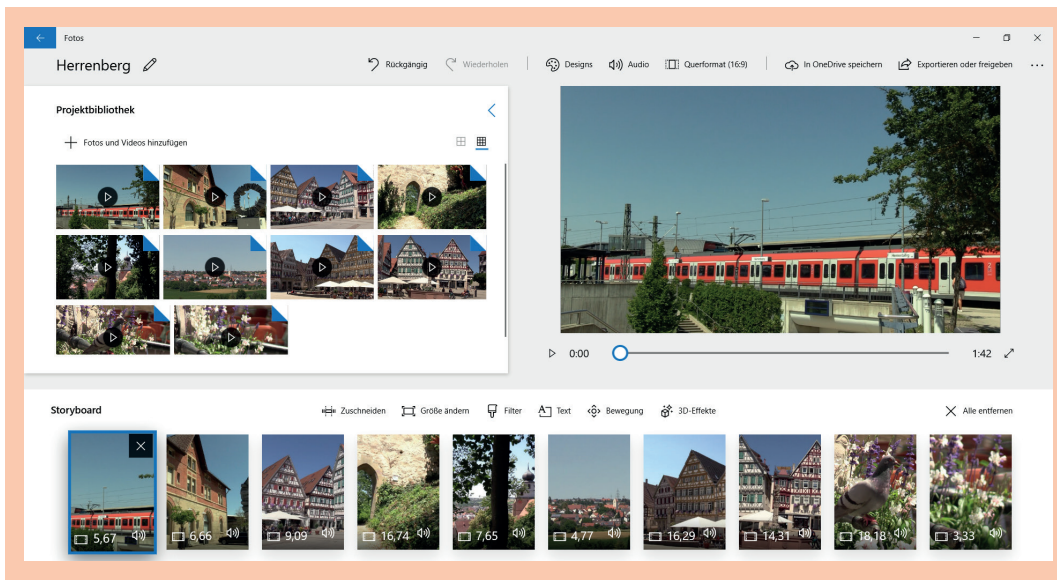 Fotos
Herrenberg
Rückgängig
Wiederholen
Designs
Audio
Querformat (16:9)
In OneDrive speichern
Exportieren oder freigeben
Projektbibliothek
Fotos und Videos hinzufügen
0:00
1:42
Storyboard
Zuschneiden
Größe ändern
Filter
Text
Bewegung
3D-Effekte
Alle entfernen
5,67
6,66
9,09
16,74
7,65
4,77
16,29
14,31
18,18
3,33